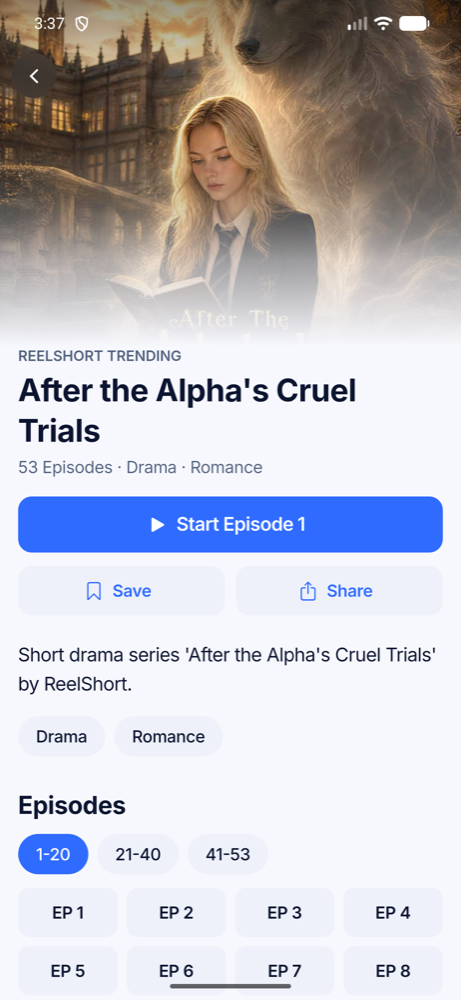 3:37
After The
REELSHORT TRENDING
After the Alpha's Cruel
Trials
53 Episodes · Drama · Romance
Start Episode 1
Save
Share
Short drama series 'After the Alpha's Cruel Trials'
by ReelShort.
Drama
Romance
Episodes
1-20
21-40
41-53
EP 1
EP 2
EP 3
EP 4
EP 5
EP 6
EP 7
EP 8